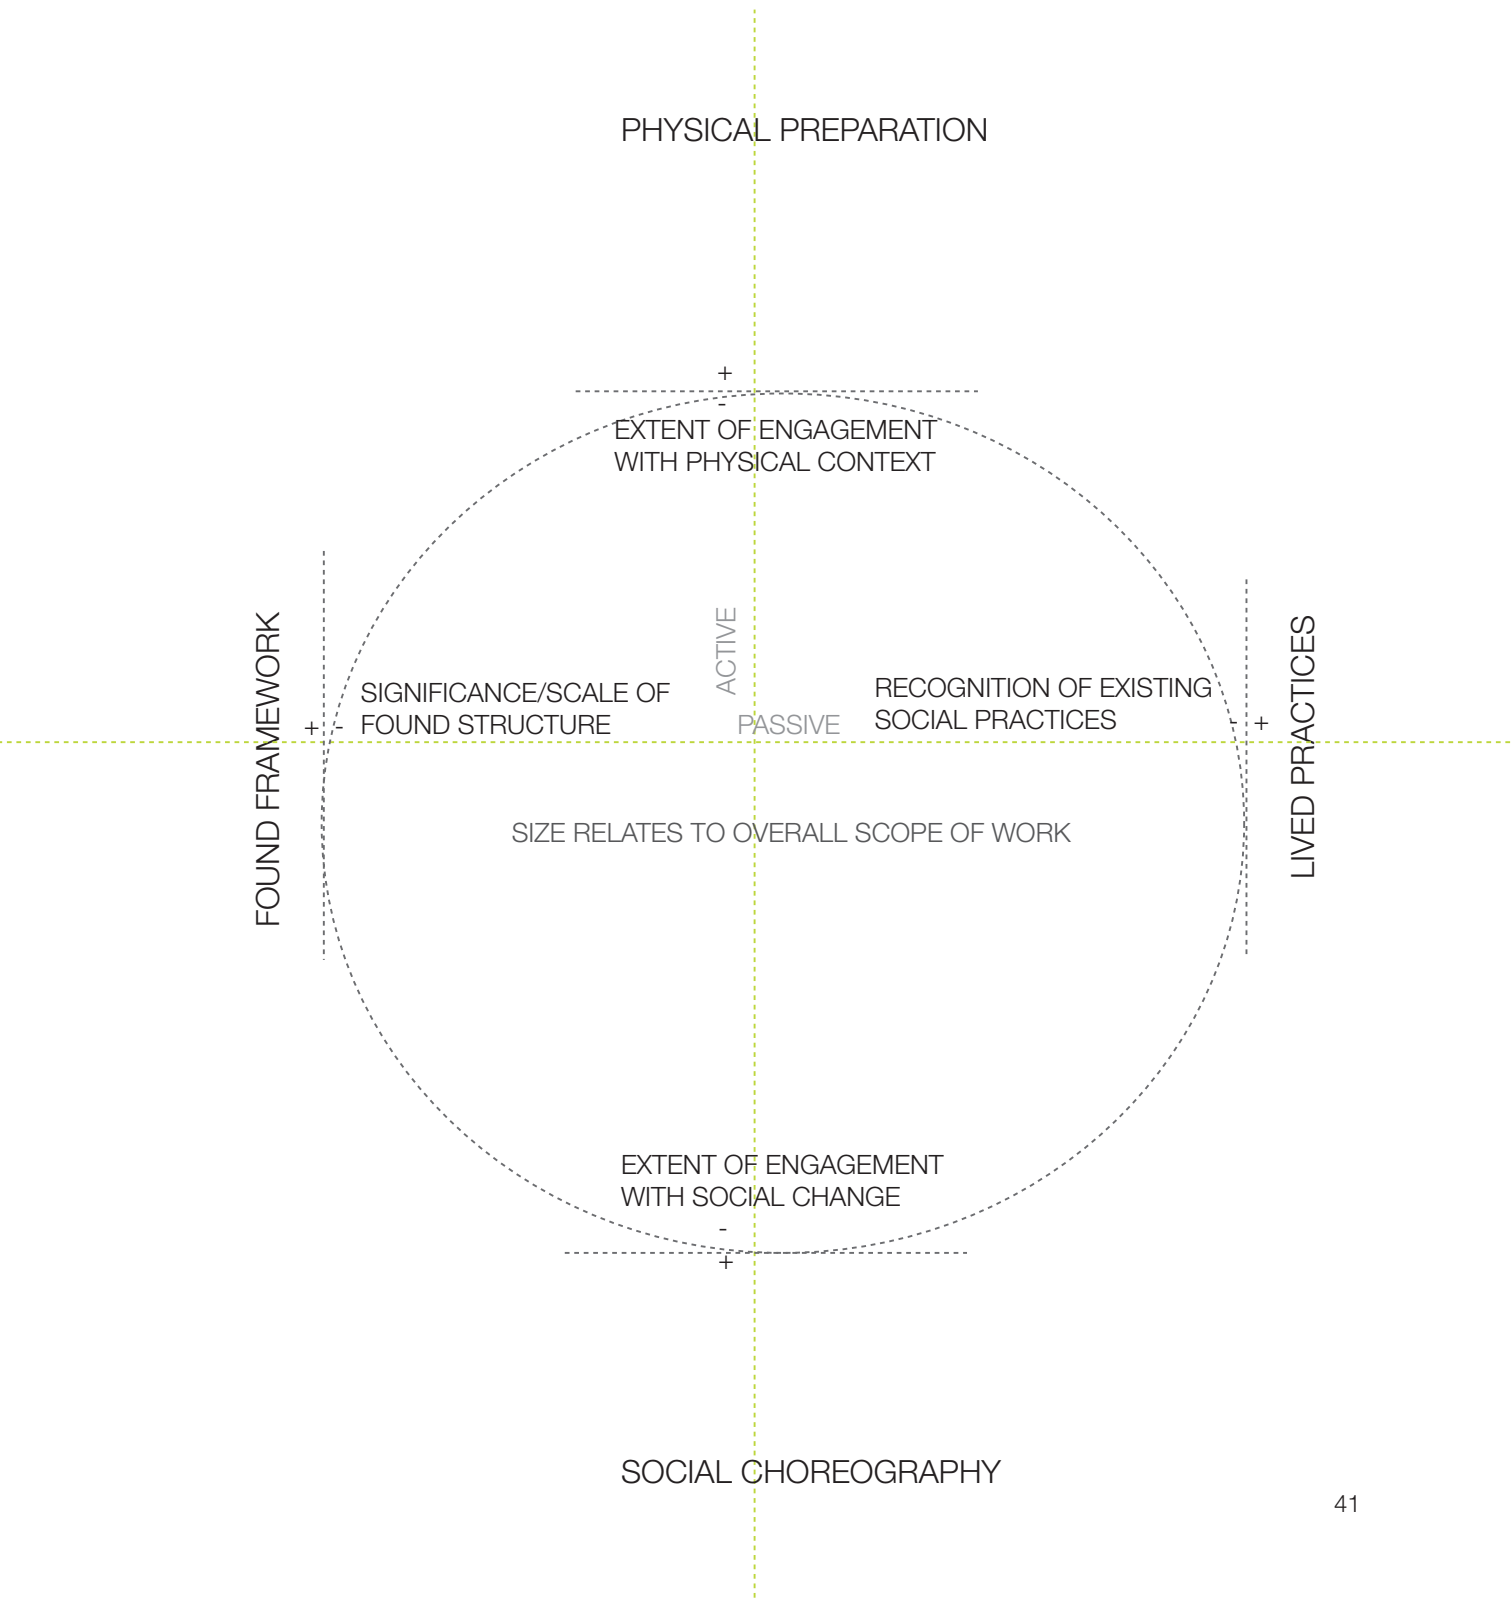 PHYSICAL PREPARATION
+
-
EXTENT OF ENGAGEMENT
WITH PHYSICAL CONTEXT
FOUND FRAMEWORK
+ -
SIGNIFICANCE/SCALE OF
FOUND STRUCTURE
ACTIVE
PASSIVE
RECOGNITION OF EXISTING
SOCIAL PRACTICES
- +
LIVED PRACTICES
SIZE RELATES TO OVERALL SCOPE OF WORK
EXTENT OF ENGAGEMENT
WITH SOCIAL CHANGE
-
+
SOCIAL CHOREOGRAPHY
41